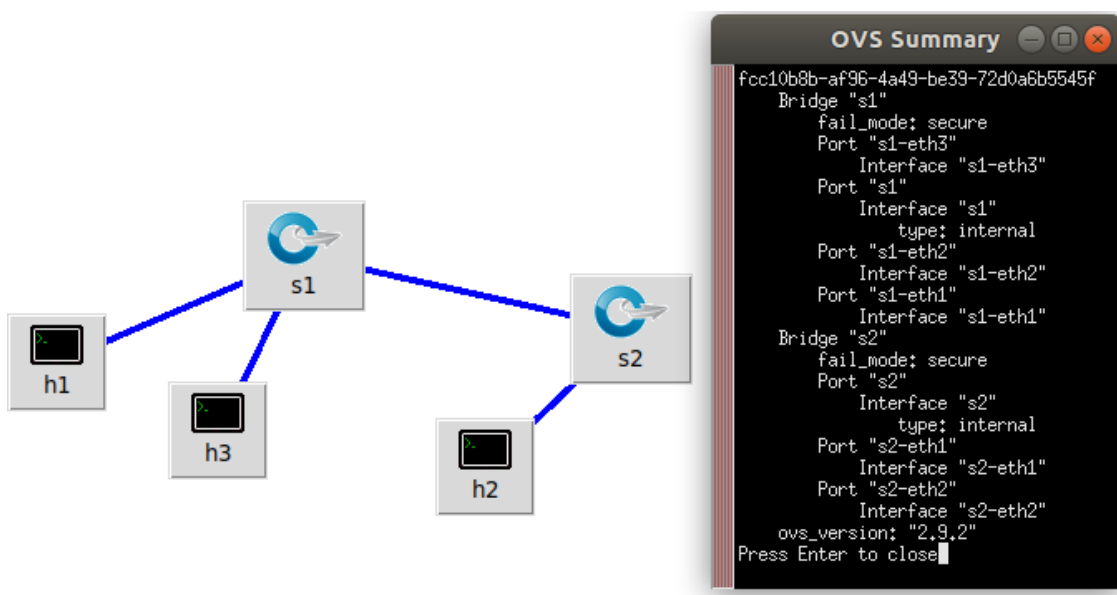 OVS Summary
fcc10b8b-af96-4a49-be39-72d0a6b5545f
Bridge "s1"
fail_mode: secure
Port "s1-eth3"
Interface "s1-eth3"
Port "s1"
Interface "s1"
type: internal
Port "s1-eth2"
Interface "s1-eth2"
Port "s1-eth1"
Interface "s1-eth1"
Bridge "s2"
fail_mode: secure
Port "s2"
Interface "s2"
type: internal
Port "s2-eth1"
Interface "s2-eth1"
Port "s2-eth2"
Interface "s2-eth2"
ovs_version: "2.9.2"
Press Enter to close
s1
s2
h1
h3
h2